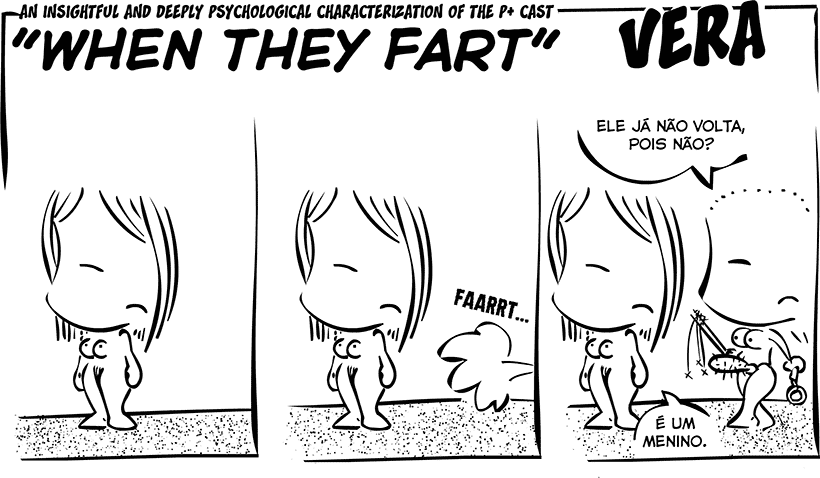 AN INSIGHTFUL AND DEEPLY PSYCHOLOGICAL CHARACTERIZATION OF THE P+ CAST
"WHEN THEY FART"
VERA
FAARRT...
ELE JÁ NÃO VOLTA,
POIS NÃO?
É UM
MENINO.